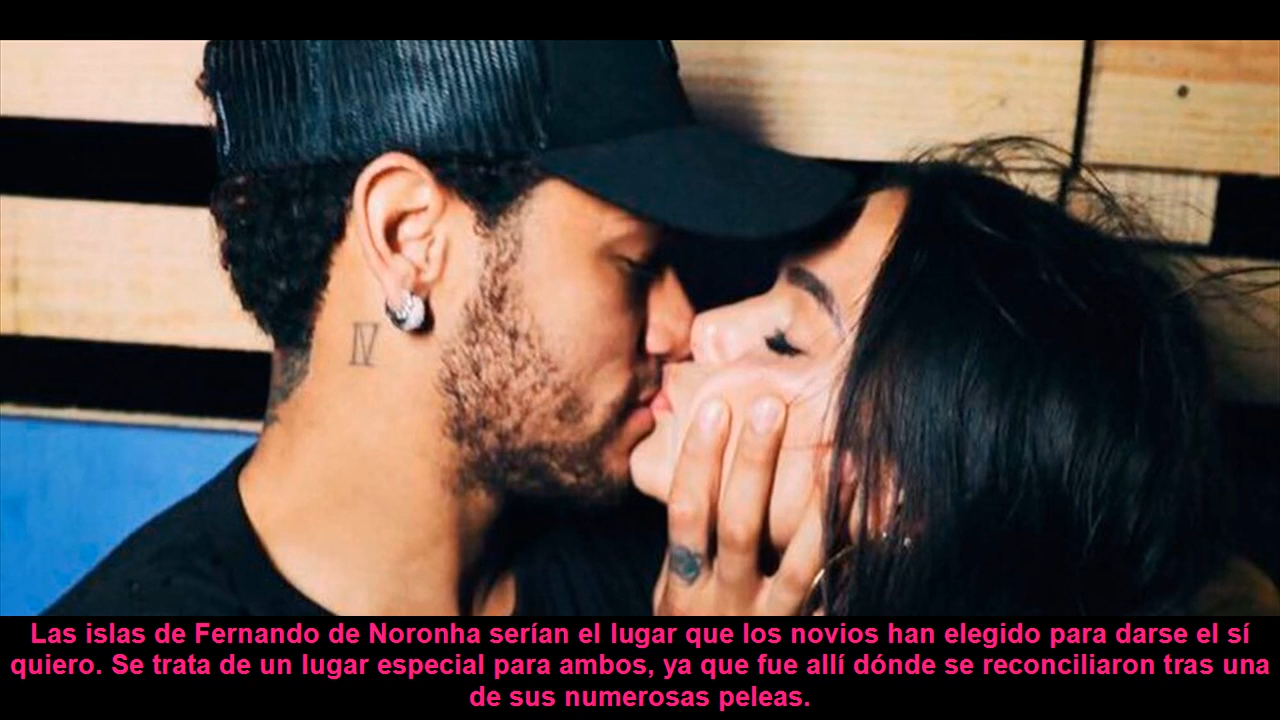 IV
Las islas de Fernando de Noronha serían el lugar que los novios han elegido para darse el sí
quiero. Se trata de un lugar especial para ambos, ya que fue allí dónde se reconciliaron tras una
de sus numerosas peleas.